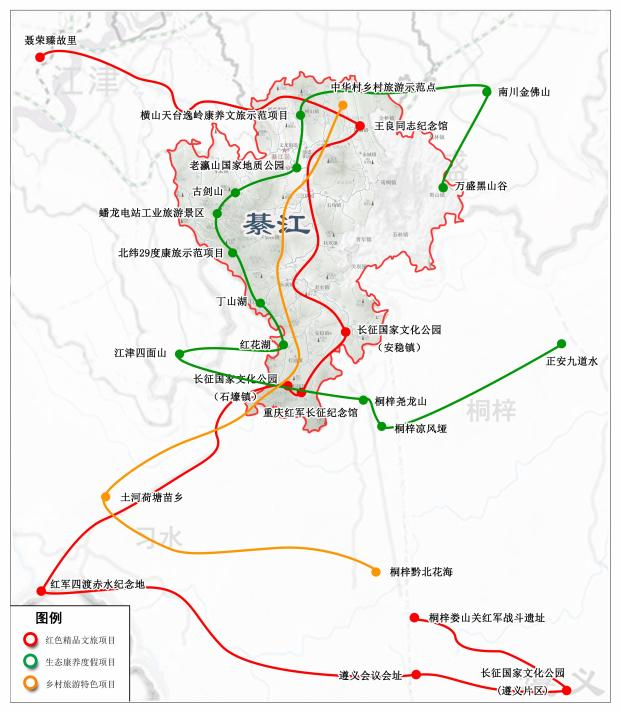 聂荣臻故里
江津
中华村乡村旅游示范点
南川金佛山
横山天台逸岭康养文旅示范项目
王良同志纪念馆
老瀛山国家地质公园
古剑山
万盛黑山谷
蟠龙电站工业旅游景区
綦江
北纬29度康旅示范项目
丁山湖
长征国家文化公园
（安稳镇）
红花湖
江津四面山
正安九道水
长征国家文化公园
（石壕镇）
桐梓尧龙山
桐梓
重庆红军长征纪念馆
桐梓凉风垭
土河荷塘苗乡
习水
桐梓黔北花海
红军四渡赤水纪念地
图例
红色精品文旅项目
生态康养度假项目
乡村旅游特色项目
桐梓娄山关红军战斗遗址
遵义会议会址
长征国家文化公园
（遵义片区）
义